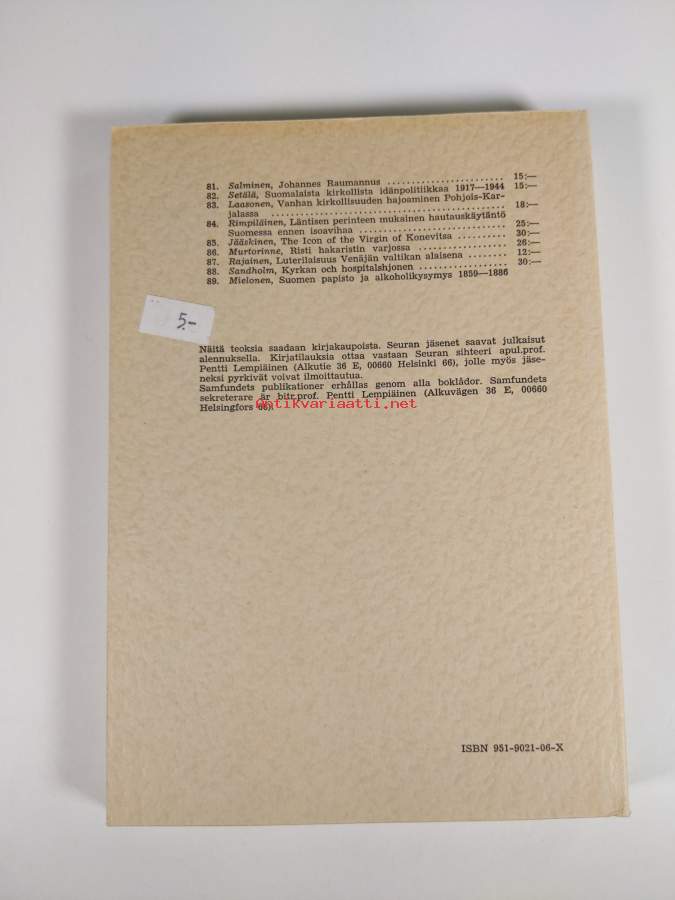 81. Salminen, Johannes Raumannus ........................ 15:—
82. Setälä, Suomalaista kirkollista idänpolitiikkaa 1917—1944 15:—
83. Laasonen, Vanhan kirkollisuuden hajoaminen Pohjois-Kar-
jalassa ................................................ 18:—
84. Rimpiläinen, Läntisen perinteen mukainen hautauskäytäntö
Suomessa ennen isoavihaa .............................. 25:—
85. Jääskinen, The Icon of the Virgin of Konevitsa .......... 30:—
86. Murtorinne, Risti hakaristin varjossa .................... 26:—
87. Rajainen, Luterilaisuus Venäjän valtikan alaisena ........ 12:—
88. Sandholm, Kyrkan och hospitalshjonen .................. 30:—
89. Mielonen, Suomen papisto ja alkoholikysymys 1859—1886
5.-
Näitä teoksia saadaan kirjakaupoista. Seuran jäsenet saavat julkaisut
alennuksella. Kirjatilauksia ottaa vastaan Seuran sihteeri apul.prof.
Pentti Lempiäinen (Alkutie 36 E, 00660 Helsinki 66), jolle myös jäse-
neksi pyrkivät voivat ilmoittautua.
Samfundets publikationer erhållas genom alla boklådor. Samfundets
sekreterare är bitr.prof. Pentti Lempiäinen (Alkuvägen 36 E, 00660
Helsingfors 66).
Antikvariaatti.net
ISBN 951-9021-06-X